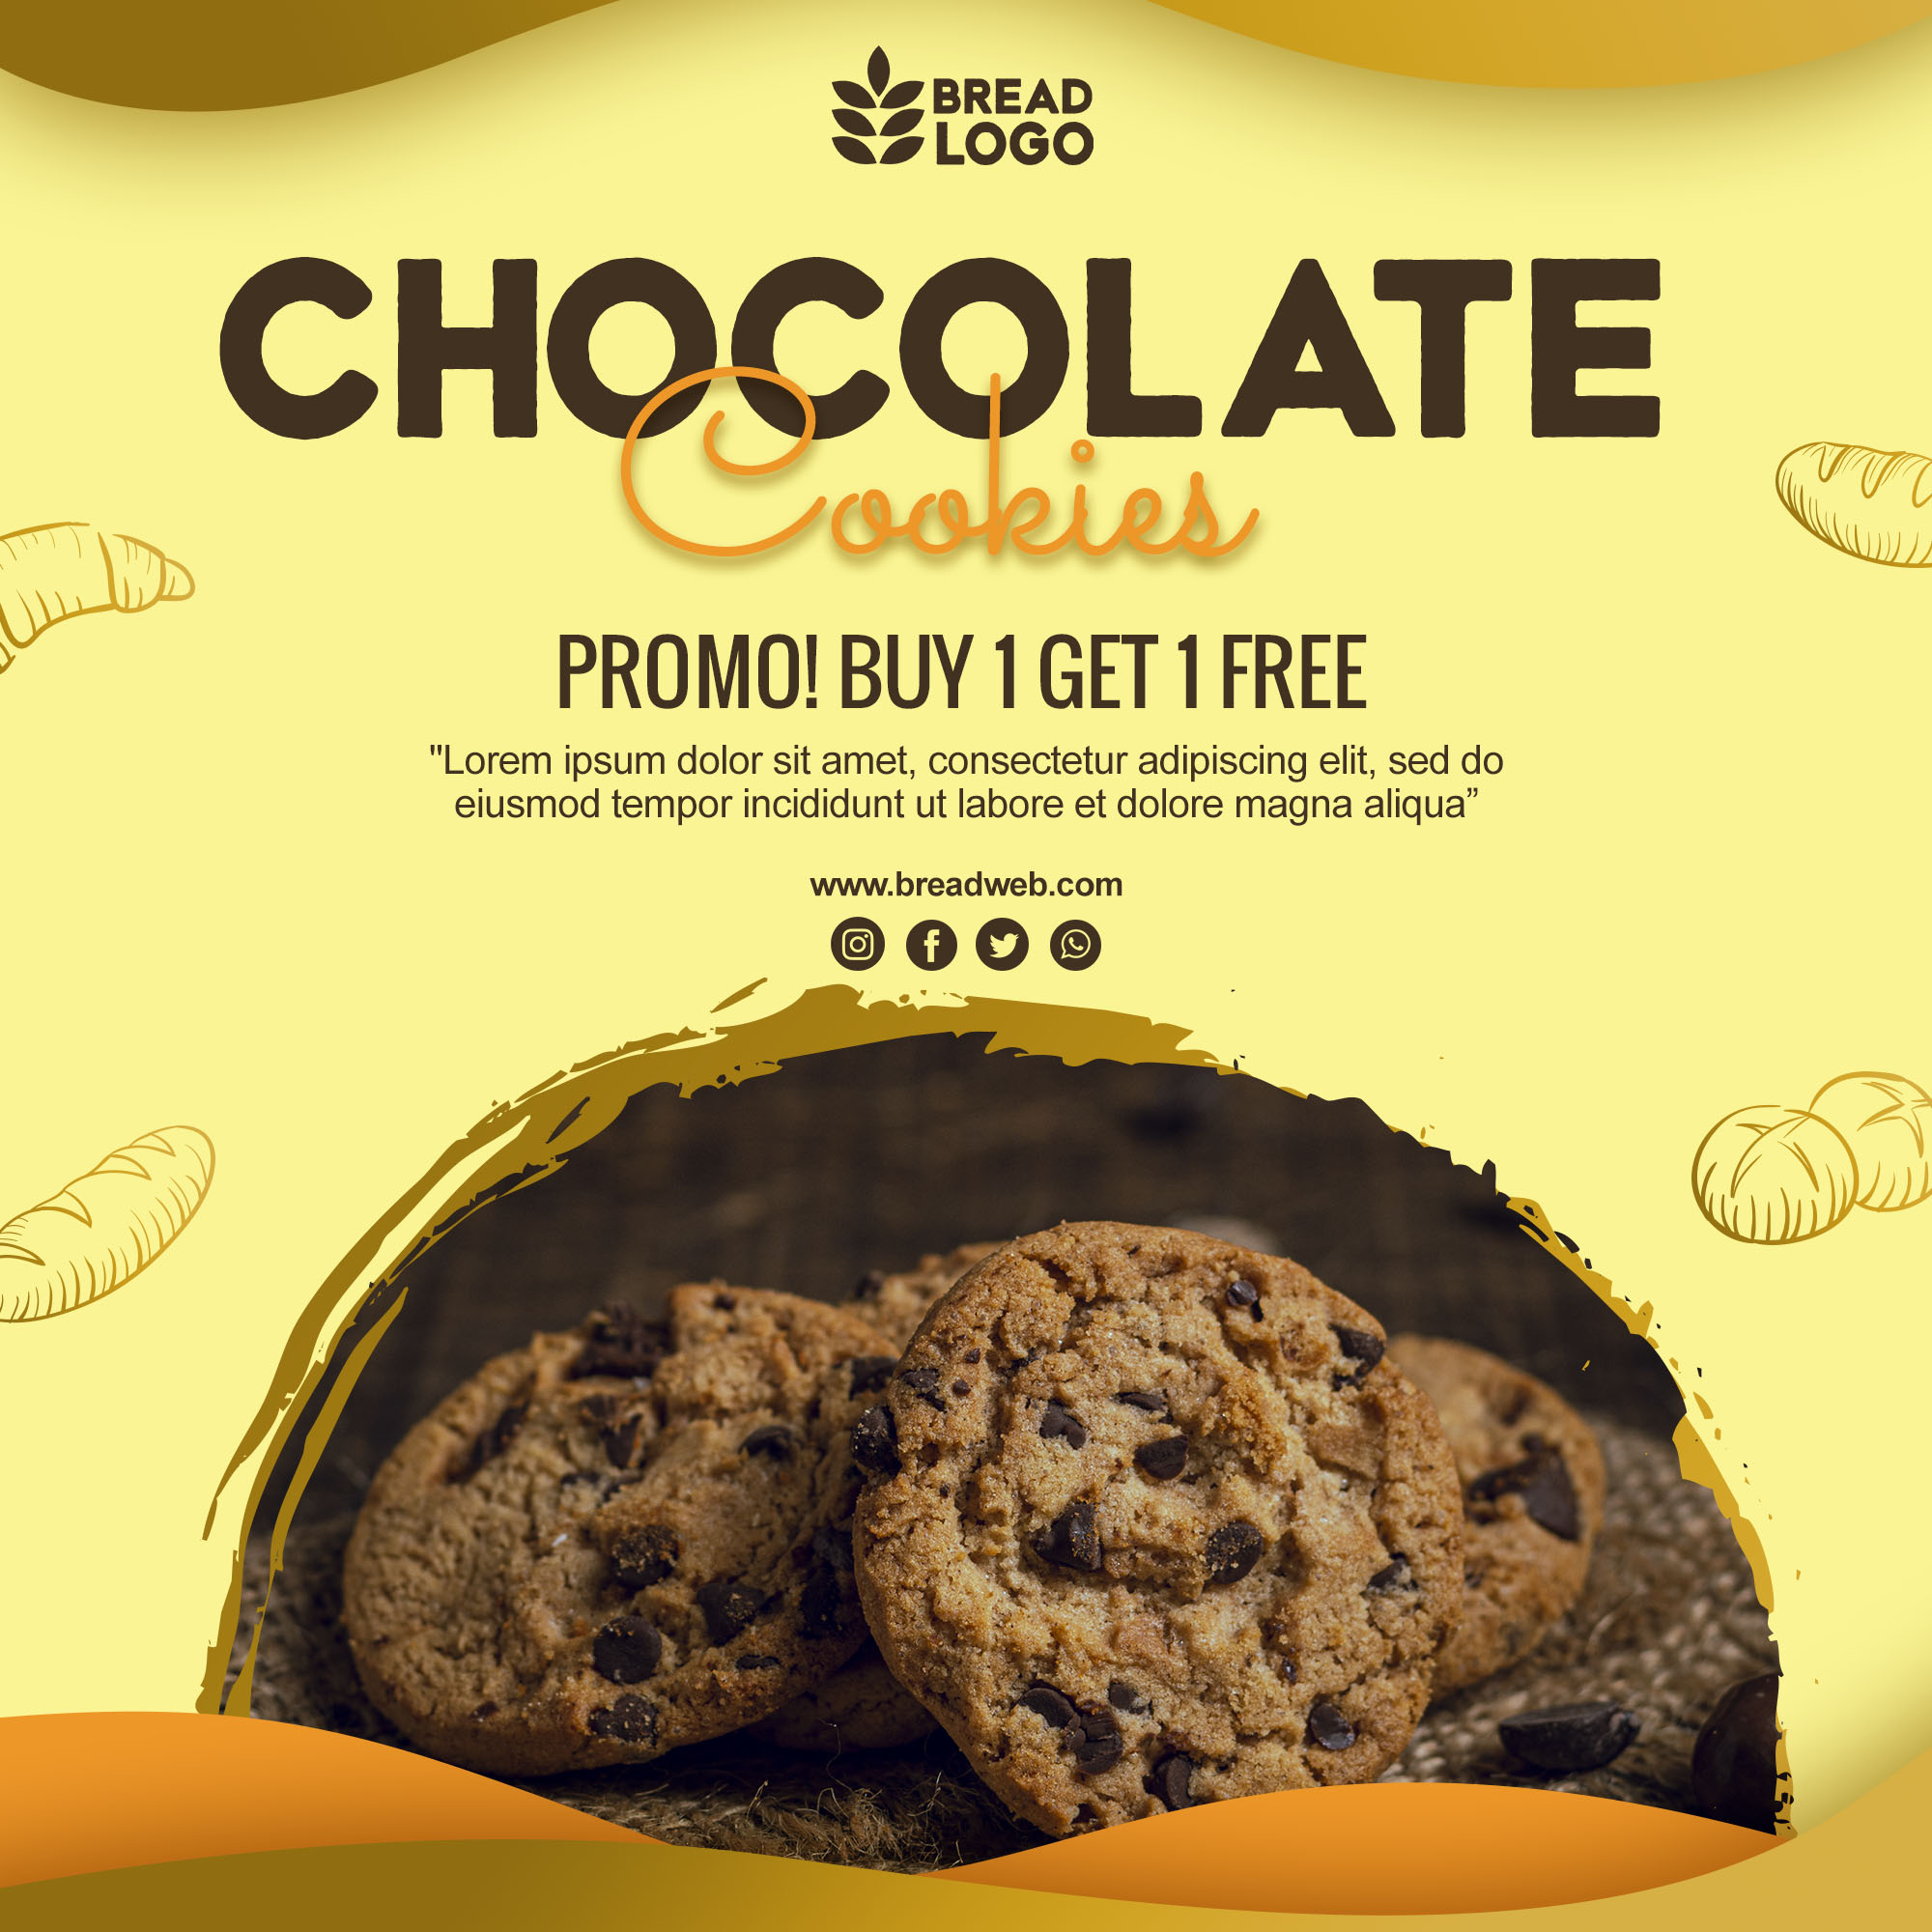 BREAD
LOGO
CHOCOLATE
Cookies
PROMO! BUY 1 GET 1 FREE
"Lorem ipsum dolor sit amet, consectetur adipiscing elit, sed do
eiusmod tempor incididunt ut labore et dolore magna aliqua”
www.breadweb.com